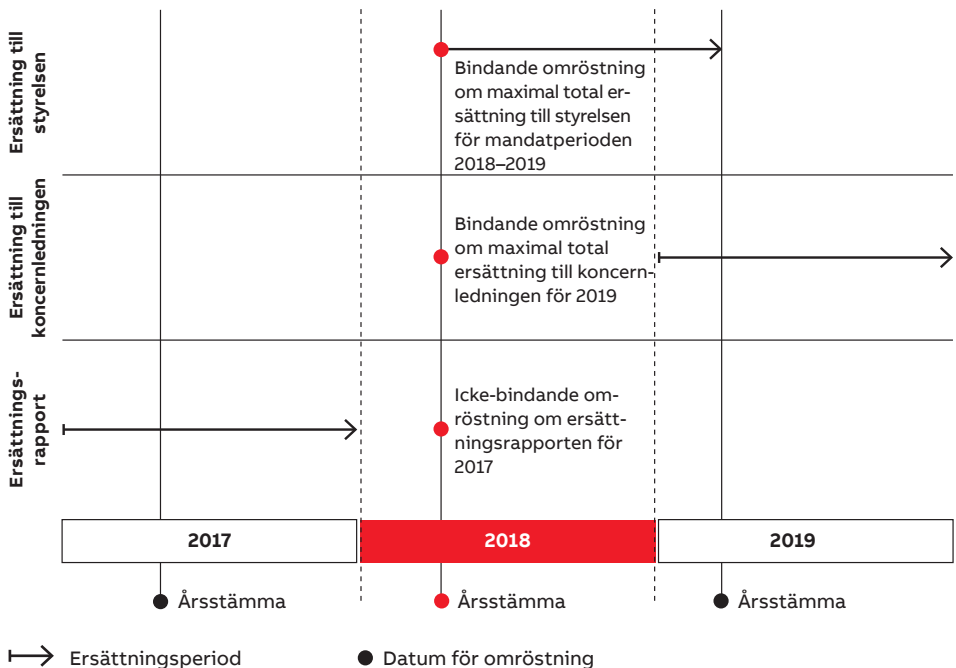 Ersättning till
styrelsen
Bindande omröstning
om maximal total er-
sättning till styrelsen
för mandatperioden
2018–2019
Ersättning till
koncernledningen
Bindande omröstning
om maximal total
ersättning till koncern-
ledningen för 2019
Ersättnings-
rapport
Icke-bindande om-
röstning om ersätt-
ningsrapporten för
2017
2017 2018 2019
Årsstämma Årsstämma Årsstämma
Ersättningsperiod Datum för omröstning